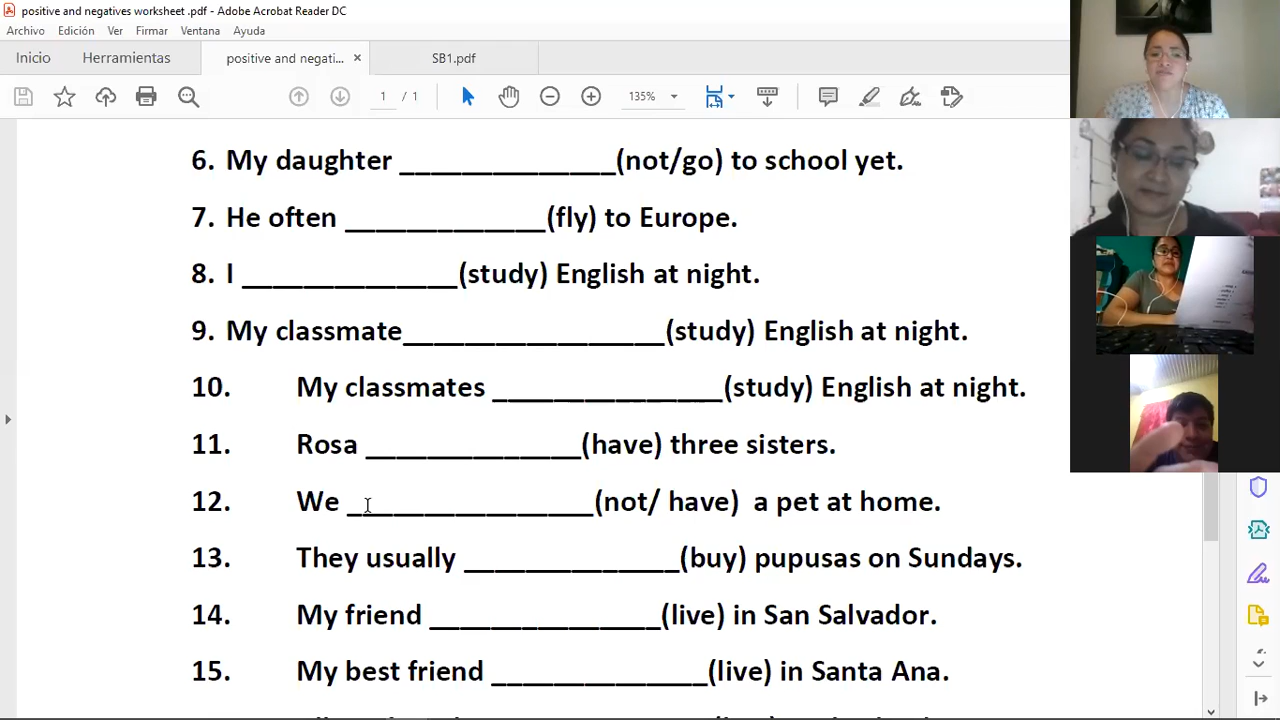 positive and negatives worksheet .pdf - Adobe Acrobat Reader DC
Archivo Edición Ver Firmar Ventana Ayuda
Inicio Herramientas positive and negati... × SB1.pdf
1 / 1 135%
6. My daughter ______________(not/go) to school yet.
7. He often _____________(fly) to Europe.
8. I ______________(study) English at night.
9. My classmate_________________(study) English at night.
10. My classmates _______________(study) English at night.
11. Rosa ______________(have) three sisters.
12. We ________________(not/ have) a pet at home.
13. They usually ______________(buy) pupusas on Sundays.
14. My friend _______________(live) in San Salvador.
15. My best friend ______________(live) in Santa Ana.